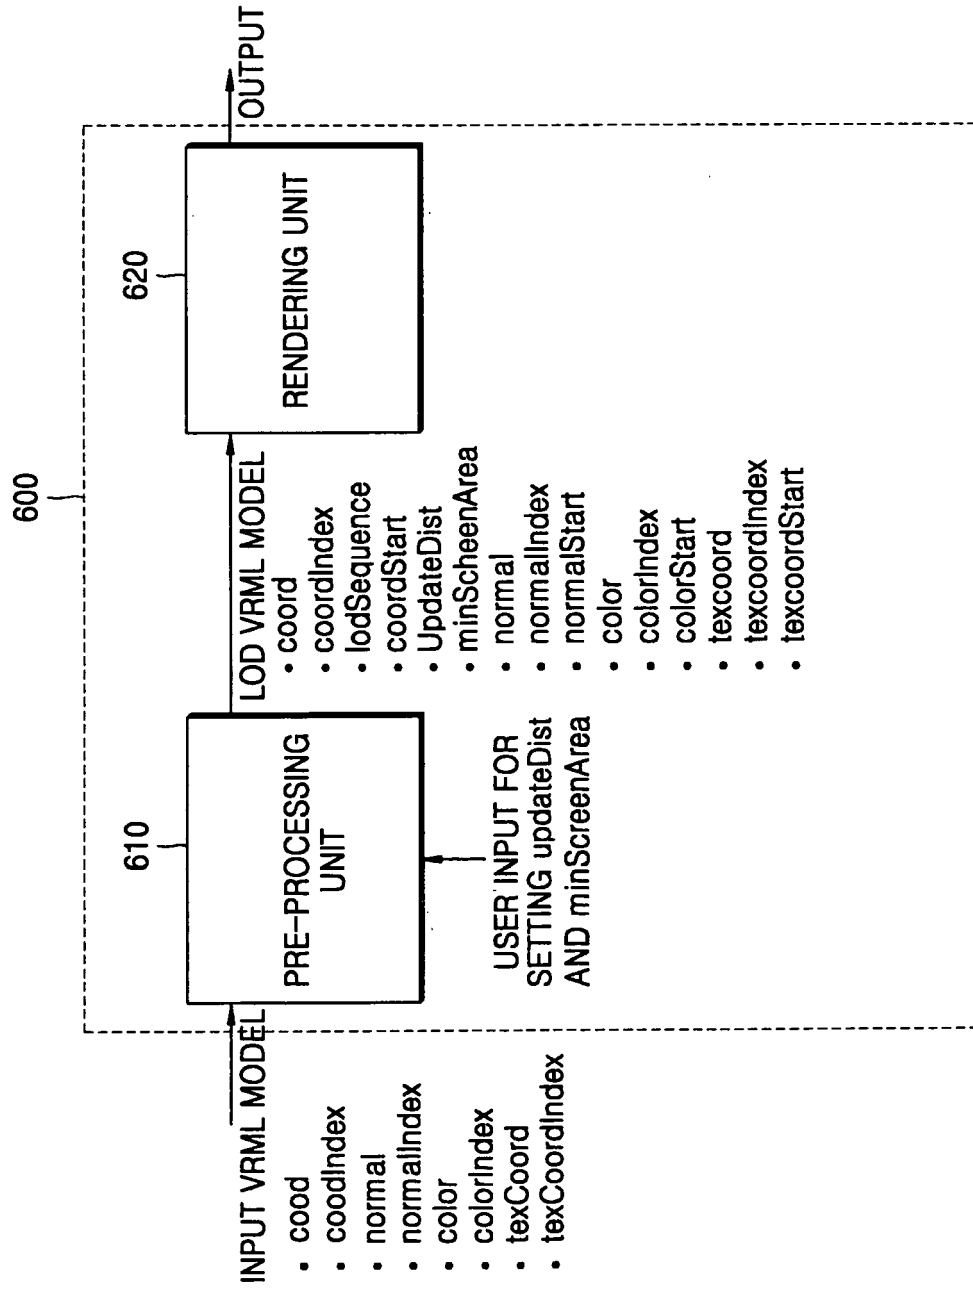 600
INPUT VRML MODEL
• cood
• coodIndex
• normal
• normalIndex
• color
• colorIndex
• texCoord
• texCoordIndex
610
PRE-PROCESSING
UNIT
USER INPUT FOR
SETTING updateDist
AND minScreenArea
LOD VRML MODEL
• coord
• coordIndex
• lodSequence
• coordStart
• UpdateDist
• minScheenArea
• normal
• normalIndex
• normalStart
• color
• colorIndex
• colorStart
• texcoord
• texcoordIndex
• texcoordStart
620
RENDERING UNIT
OUTPUT